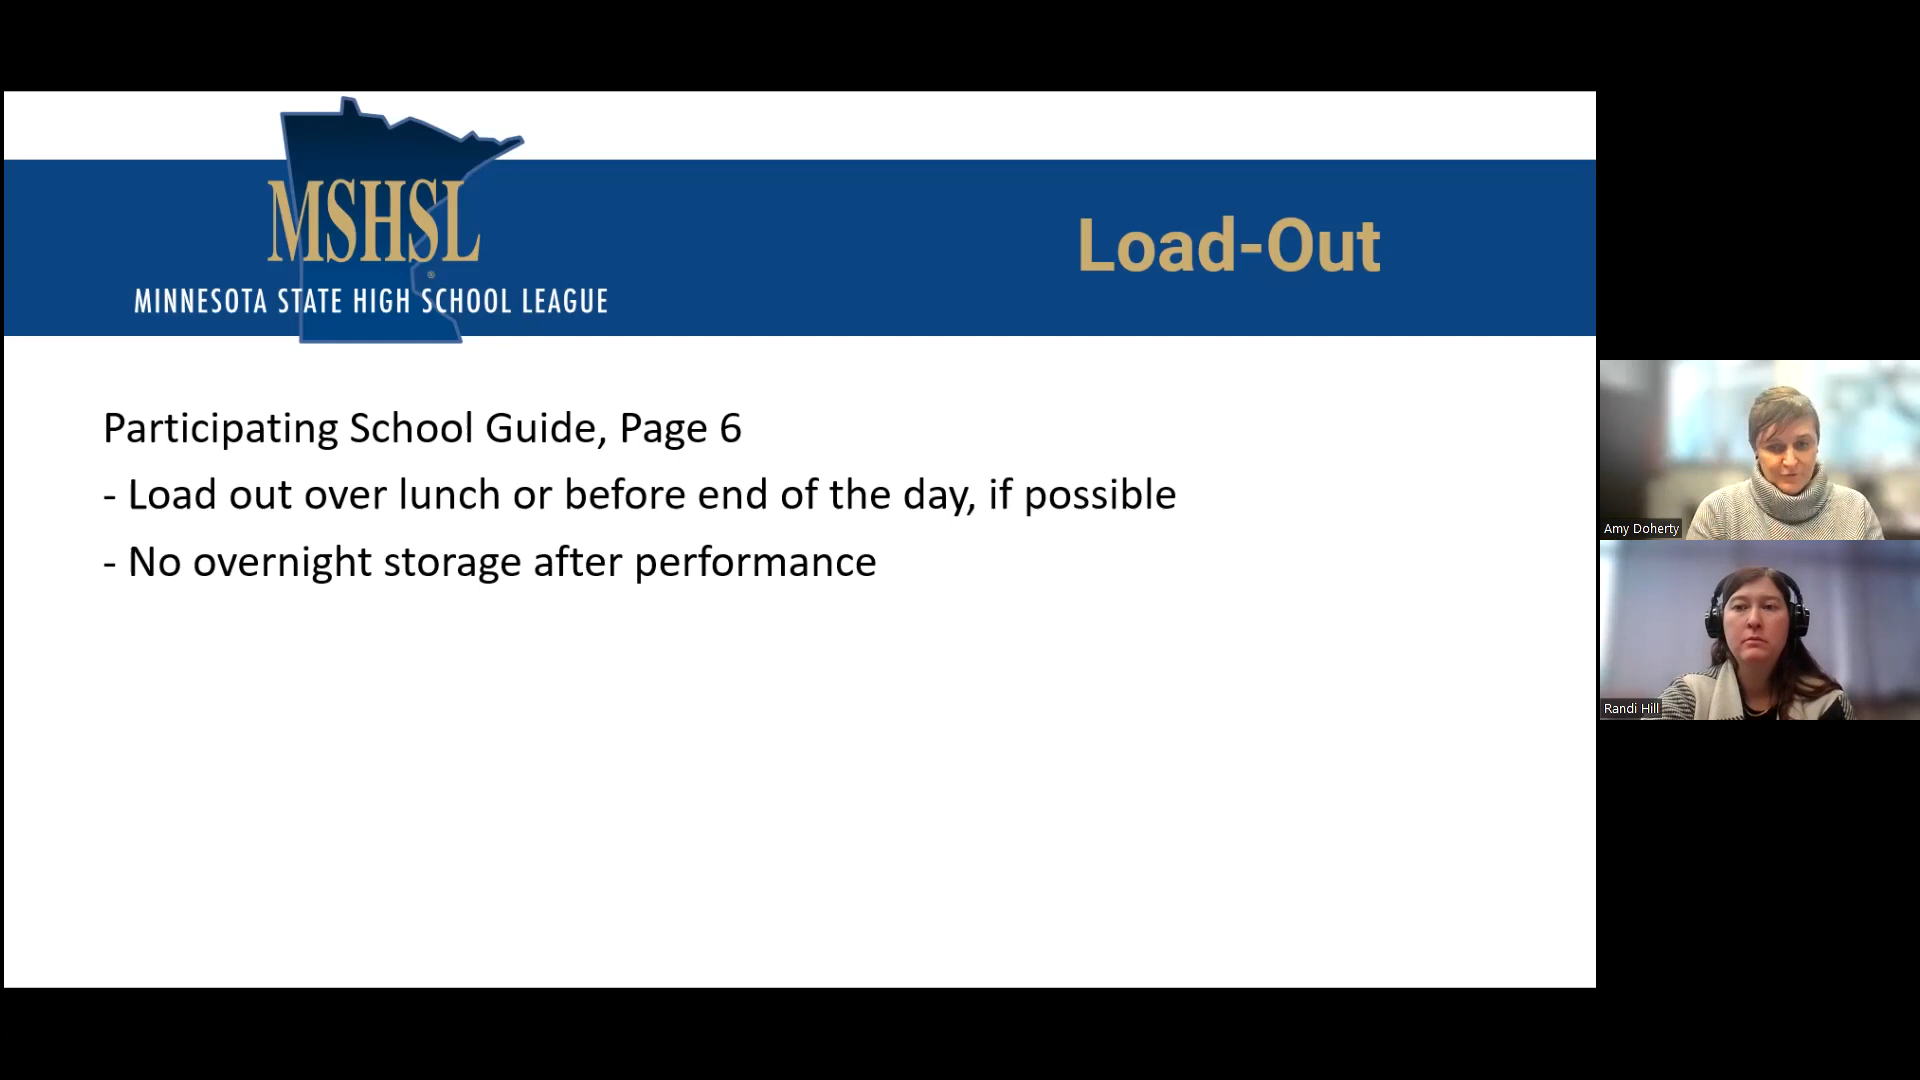 MSHSL
®
MINNESOTA STATE HIGH SCHOOL LEAGUE
Load-Out
Participating School Guide, Page 6
- Load out over lunch or before end of the day, if possible
- No overnight storage after performance
Amy Doherty
Randi Hill